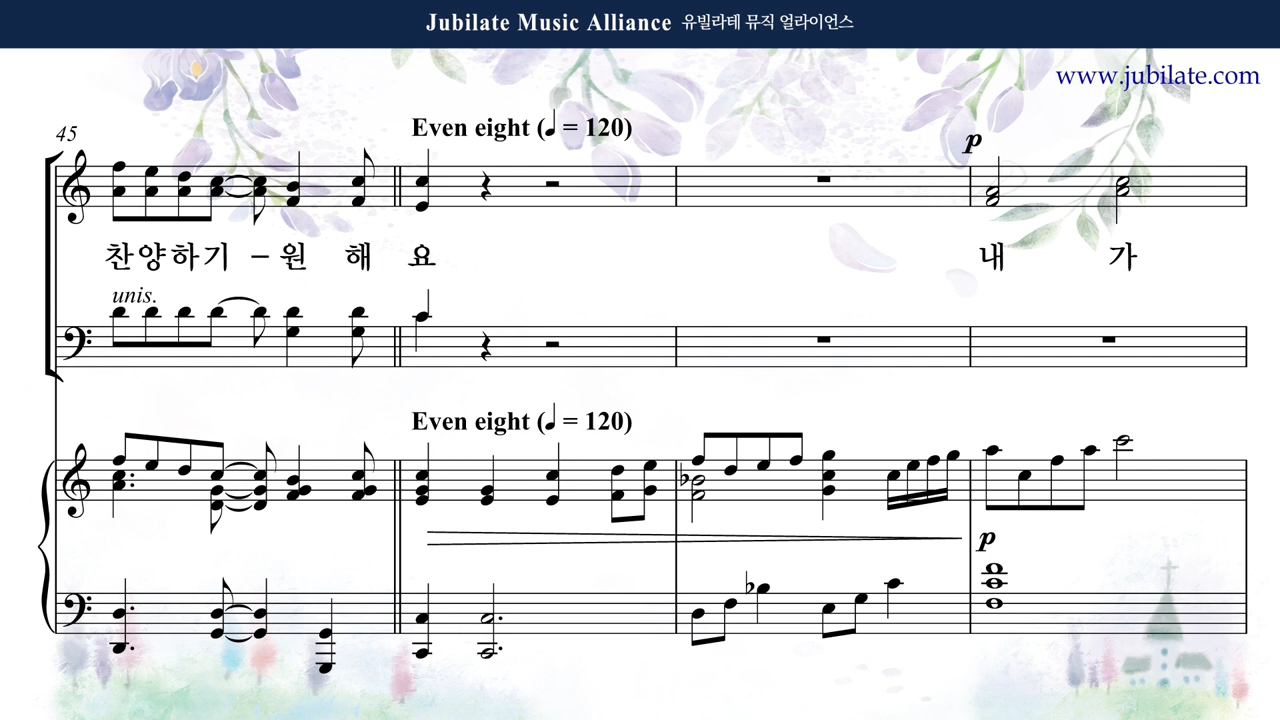 Jubilate Music Alliance 유빌라테 뮤직 얼라이언스
www.jubilate.com
45
Even eight (♩ = 120)
p
찬양하기 – 원 해 요 내 가
unis.
Even eight (♩ = 120)
p